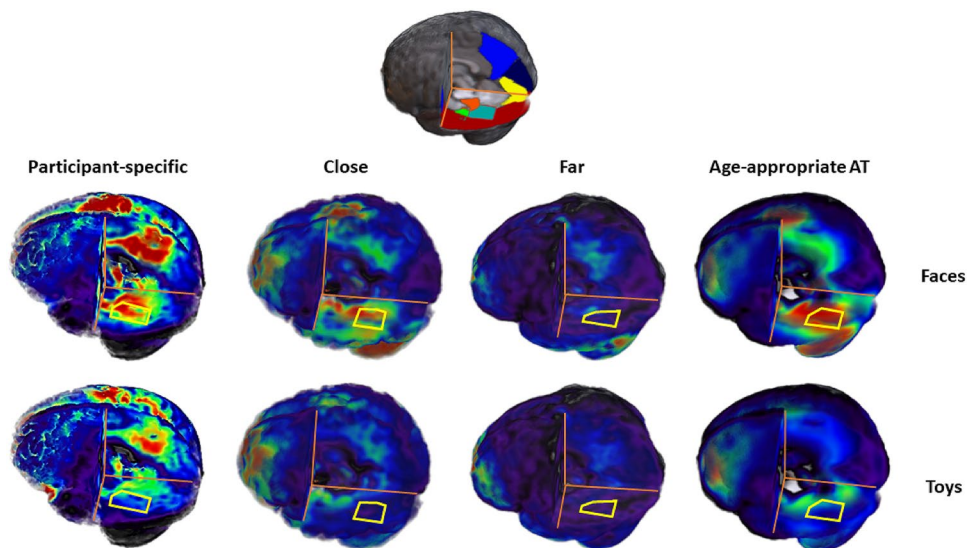 Participant-specific
Close
Far
Age-appropriate AT
Faces
Toys